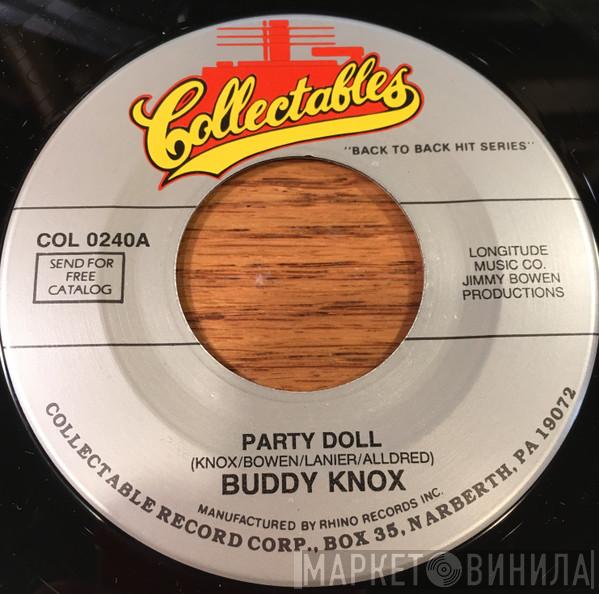 Collectables
"BACK TO BACK HIT SERIES"
COL 0240A
SEND FOR
FREE
CATALOG
LONGITUDE
MUSIC CO.
JIMMY BOWEN
PRODUCTIONS
PARTY DOLL
(KNOX/BOWEN/LANIER/ALLDRED)
BUDDY KNOX
MANUFACTURED BY RHINO RECORDS INC.
COLLECTABLE RECORD CORP., BOX 35, NARBERTH, PA 19072
МАРКЕТ ВИНИЛА